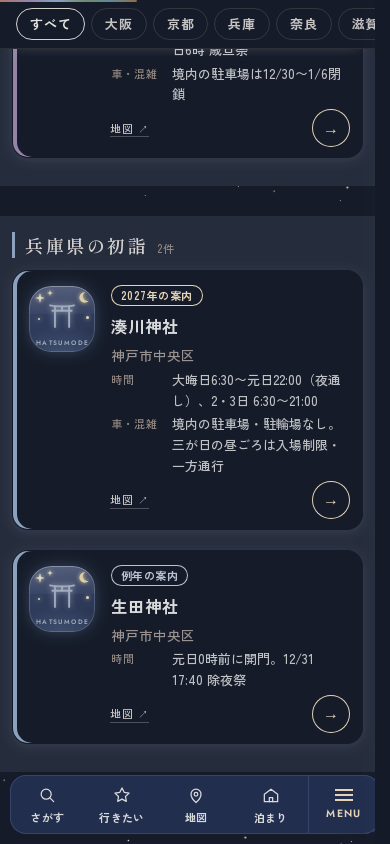 すべて 大阪 京都 兵庫 奈良 滋賀
日6時 歳旦祭
車・混雑 境内の駐車場は12/30〜1/6閉
鎖
地図 ↗ →
兵庫県の初詣 2件
HATSUMODE
2027年の案内
湊川神社
神戸市中央区
時間 大晦日6:30〜元日22:00（夜通
し）、2・3日 6:30〜21:00
車・混雑 境内の駐車場・駐輪場なし。
三が日の昼ごろは入場制限・
一方通行
地図 ↗ →
HATSUMODE
例年の案内
生田神社
神戸市中央区
時間 元日0時前に開門。12/31
17:40 除夜祭
地図 ↗ →
さがす 行きたい 地図 泊まり MENU